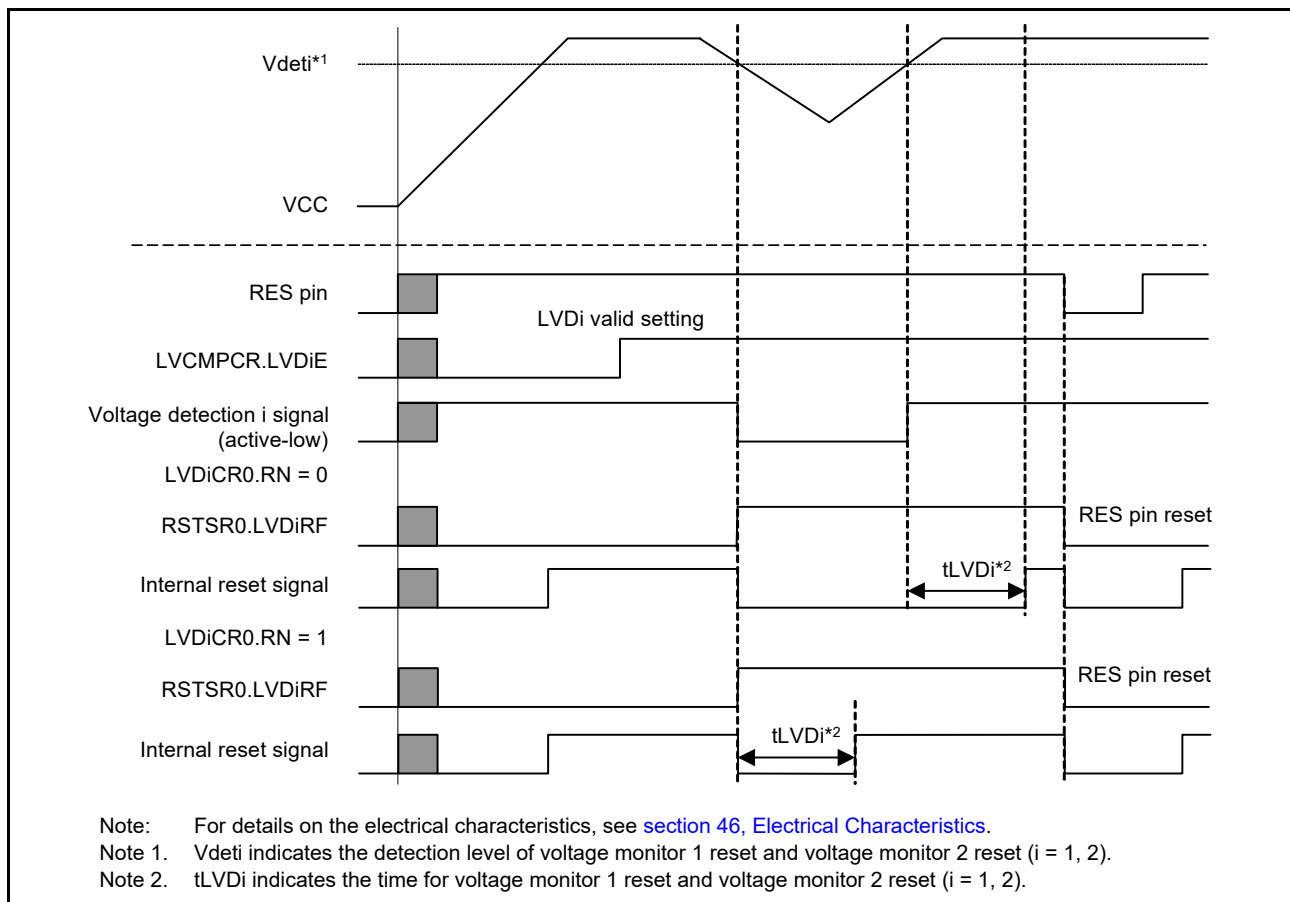 Vdeti*1
VCC
RES pin
LVDi valid setting
LVCMPCR.LVDiE
Voltage detection i signal
(active-low)
LVDiCR0.RN = 0
RSTSR0.LVDiRF
RES pin reset
Internal reset signal
tLVDi*2
LVDiCR0.RN = 1
RSTSR0.LVDiRF
RES pin reset
Internal reset signal
tLVDi*2
Note: For details on the electrical characteristics, see section 46, Electrical Characteristics.
Note 1. Vdeti indicates the detection level of voltage monitor 1 reset and voltage monitor 2 reset (i = 1, 2).
Note 2. tLVDi indicates the time for voltage monitor 1 reset and voltage monitor 2 reset (i = 1, 2).